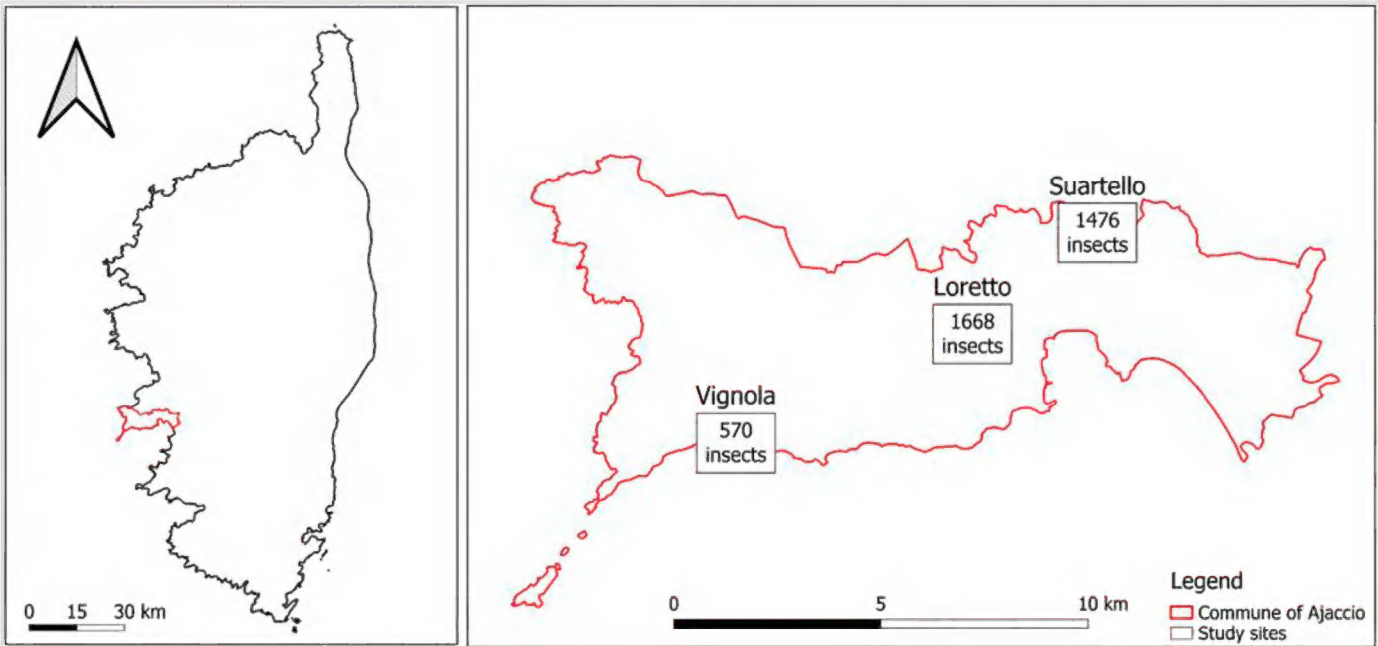 0 15 30 km
Suartello
1476
insects
Loretto
1668
insects
Vignola
570
insects
0 5 10 km
Legend
Commune of Ajaccio
Study sites